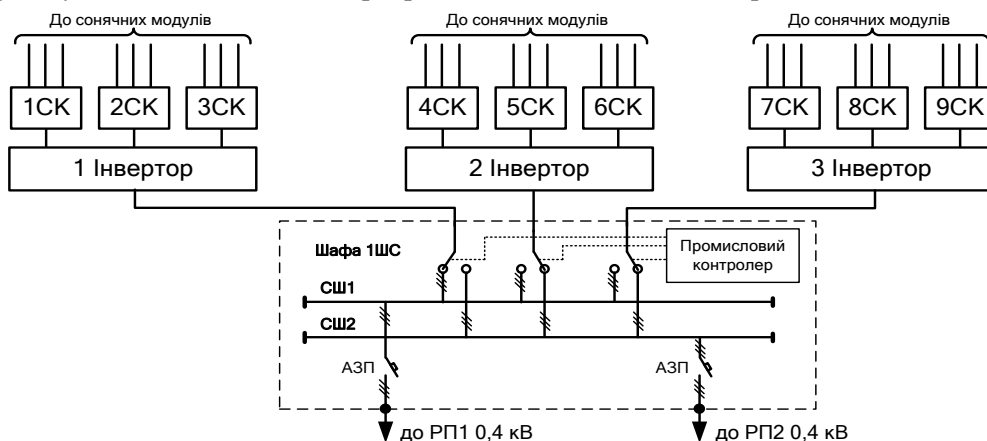 До сонячних модулів До сонячних модулів До сонячних модулів
1СК 2СК 3СК 4СК 5СК 6СК 7СК 8СК 9СК
1 Інвертор 2 Інвертор 3 Інвертор
Шафа 1ШС
Промисловий
контролер
СШ1
СШ2
АЗП АЗП
до РП1 0,4 кВ до РП2 0,4 кВ